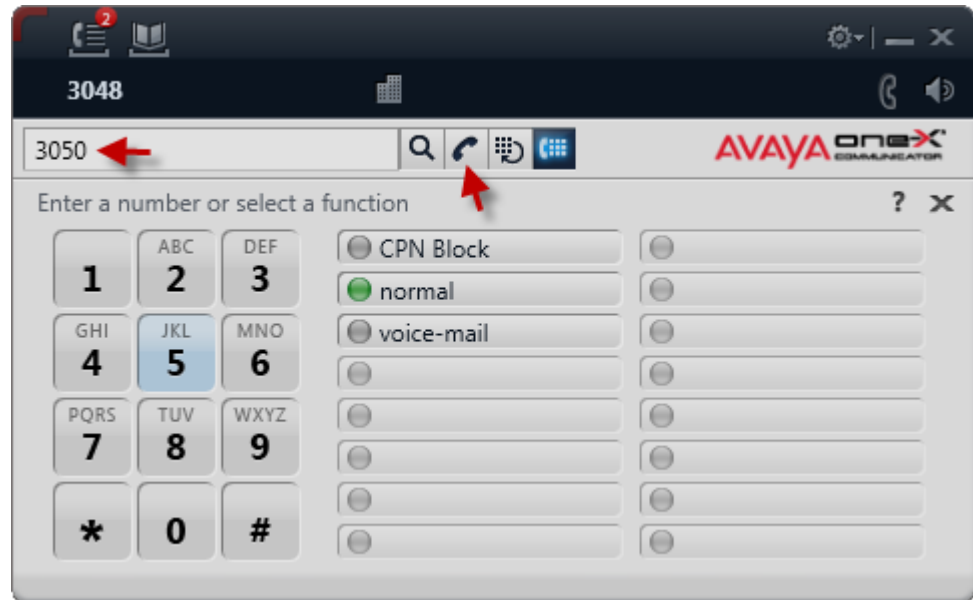 2
3048
3050
AVAYA one-X
COMMUNICATOR
Enter a number or select a function ?
1
ABC
2
DEF
3
GHI
4
JKL
5
MNO
6
PQRS
7
TUV
8
WXYZ
9
*
0
#
CPN Block
normal
voice-mail